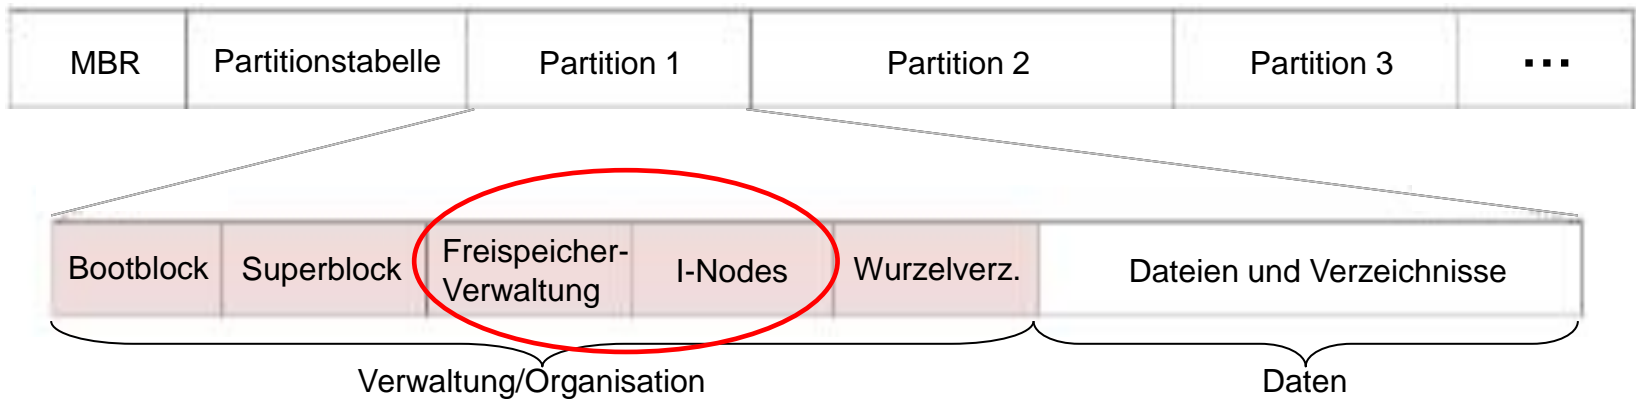 MBR Partitionstabelle Partition 1 Partition 2 Partition 3 ...
Bootblock Superblock Freispeicher-
Verwaltung I-Nodes Wurzelverz. Dateien und Verzeichnisse
Verwaltung/Organisation Daten